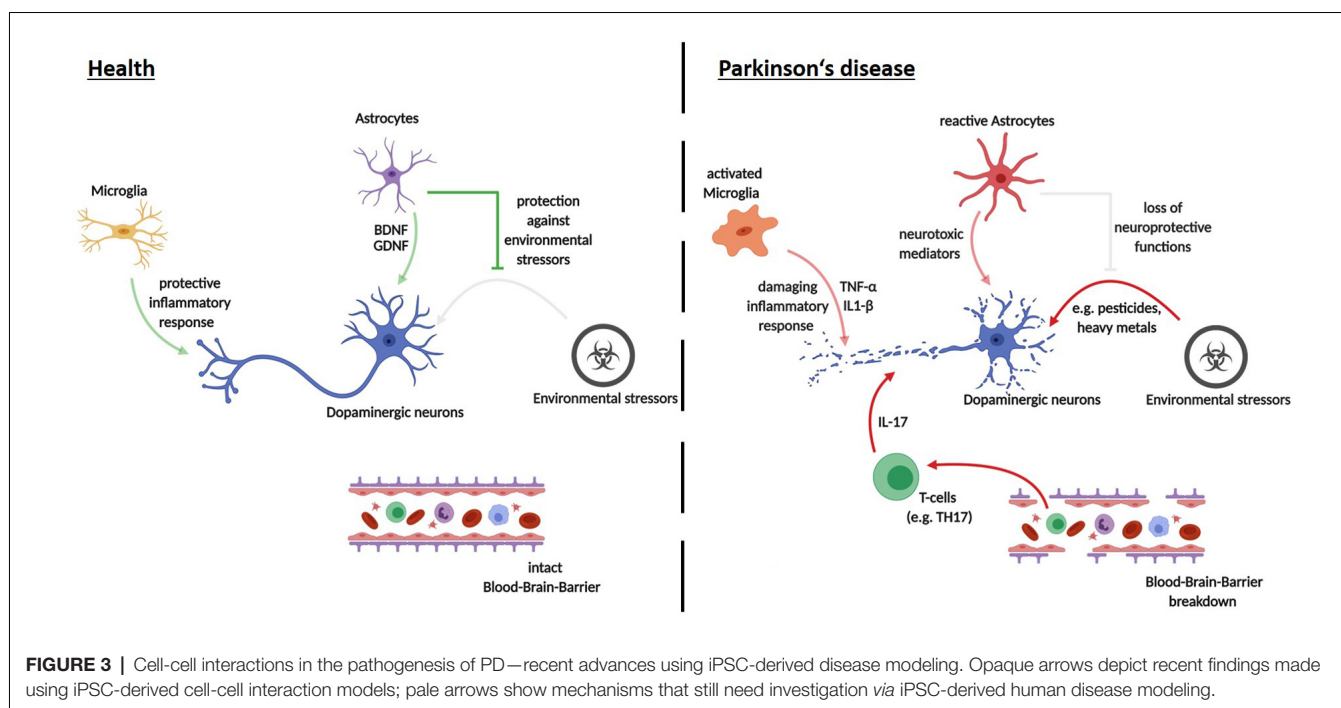 Health
Astrocytes
Microglia
BDNF
GDNF
protection
against
environmental
stressors
protective
inflammatory
response
Dopaminergic neurons
Environmental stressors
intact
Blood-Brain-Barrier
Parkinson‘s disease
reactive Astrocytes
activated
Microglia
neurotoxic
mediators
loss of
neuroprotective
functions
damaging
inflammatory
response
TNF-α
IL1-β
e.g. pesticides,
heavy metals
Dopaminergic neurons
Environmental stressors
IL-17
T-cells
(e.g. TH17)
Blood-Brain-Barrier
breakdown
FIGURE 3 | Cell-cell interactions in the pathogenesis of PD—recent advances using iPSC-derived disease modeling. Opaque arrows depict recent findings made
using iPSC-derived cell-cell interaction models; pale arrows show mechanisms that still need investigation via iPSC-derived human disease modeling.